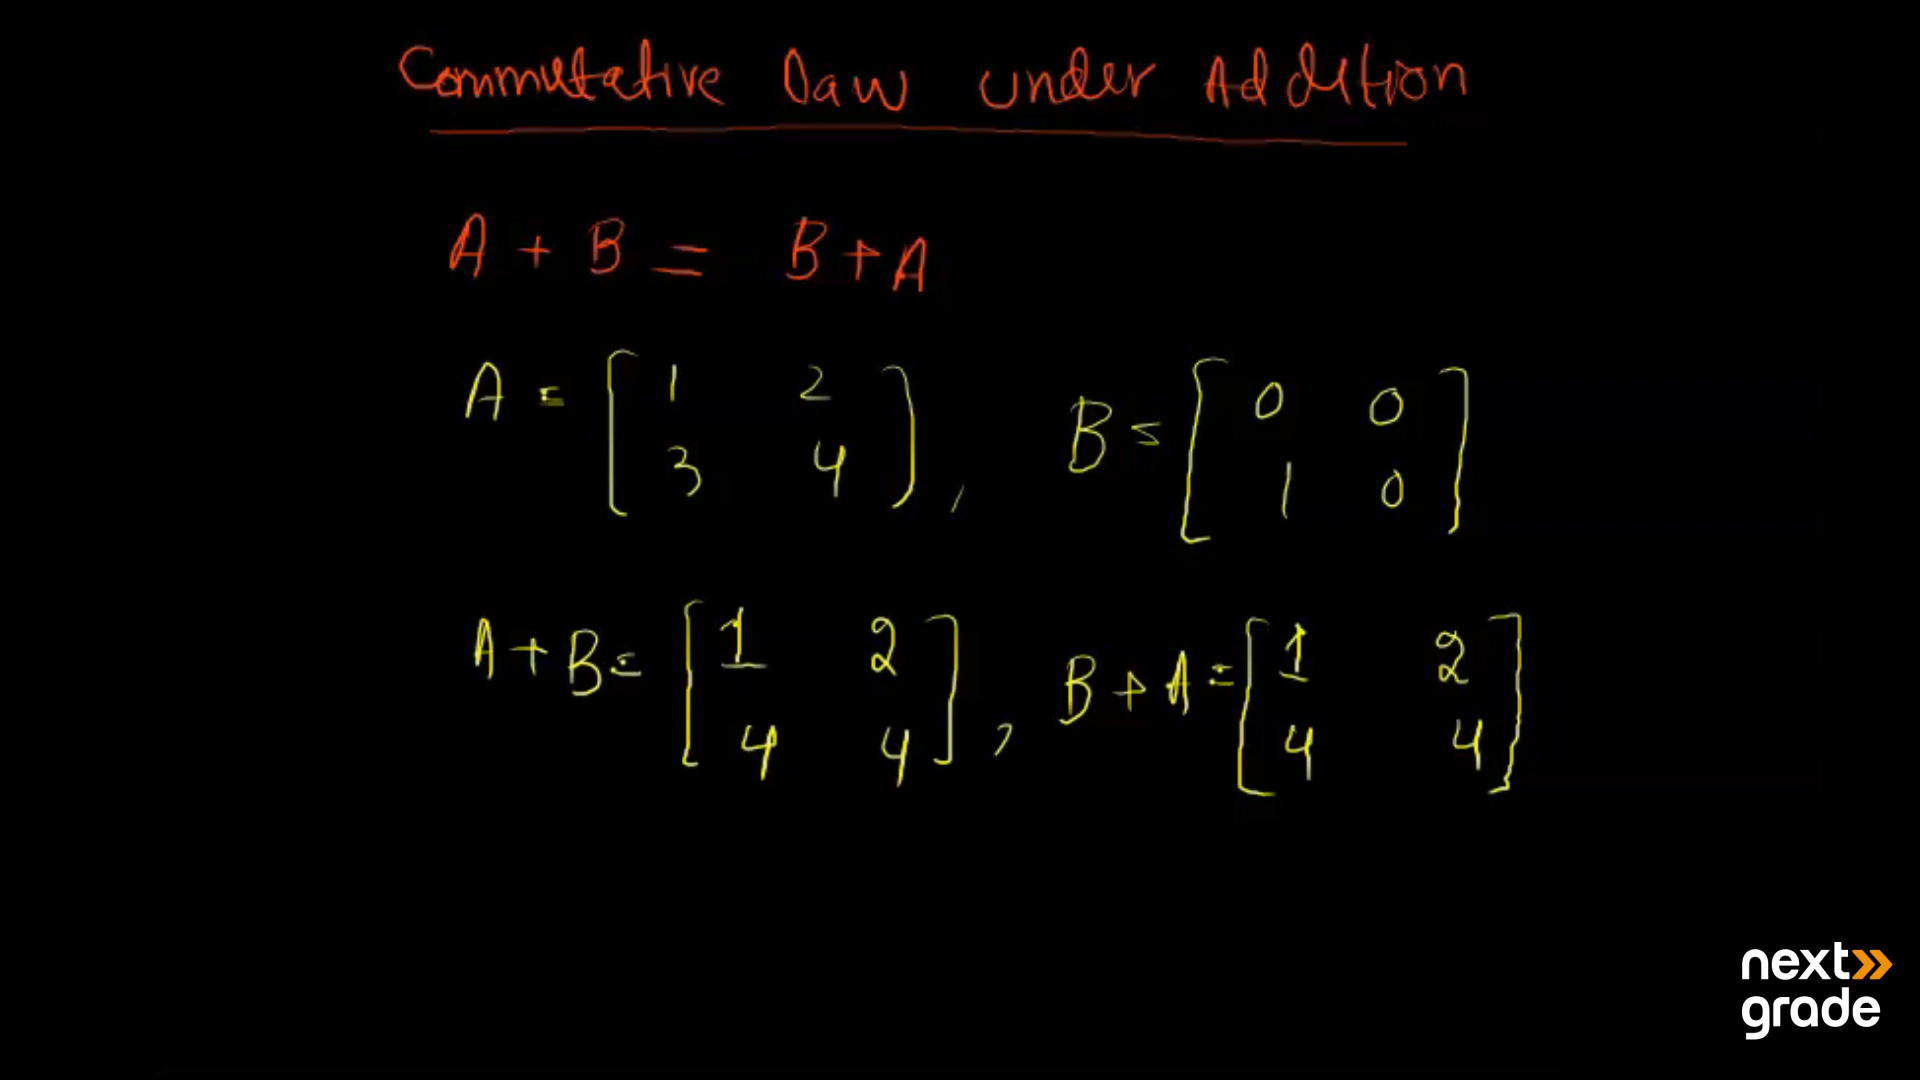 Commutative Law under Addition
A + B = B + A
A = [ 1 2
3 4 ] , B = [ 0 0
1 0 ]
A + B = [ 1 2
4 4 ] , B + A = [ 1 2
4 4 ]
next»
grade